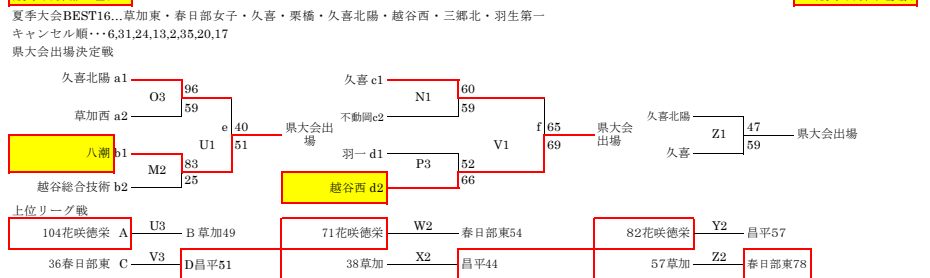 夏季大会BEST16…草加東・春日部女子・久喜・栗橋・久喜北陽・越谷西・三郷北・羽生第一
キャンセル順･･･6,31,24,13,2,35,20,17
県大会出場決定戦
久喜北陽 a1
O3
96
59
草加西 a2
e
U1
40
51
県大会出場
八潮 b1
M2
83
25
越谷総合技術 b2
久喜 c1
N1
60
59
不動岡c2
f
V1
65
69
県大会出場
羽一 d1
P3
52
66
越谷西 d2
久喜北陽
Z1
47
59
久喜
県大会出場
上位リーグ戦
104花咲徳栄 A U3 B 草加49
71花咲徳栄 W2 春日部東54
82花咲徳栄 Y2 昌平57
36春日部東 C V3 D昌平51
38草加 X2 昌平44
57草加 Z2 春日部東78